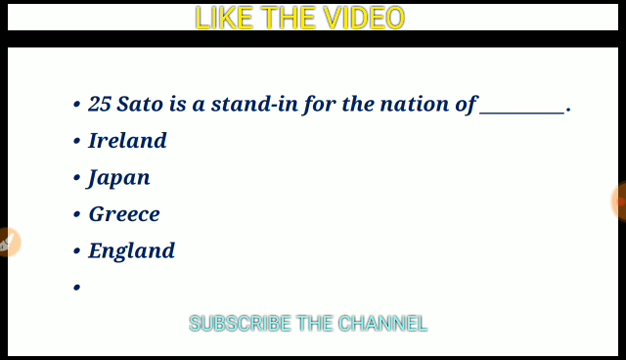 LIKE THE VIDEO
• 25 Sato is a stand-in for the nation of _________.
• Ireland
• Japan
• Greece
• England
•
SUBSCRIBE THE CHANNEL